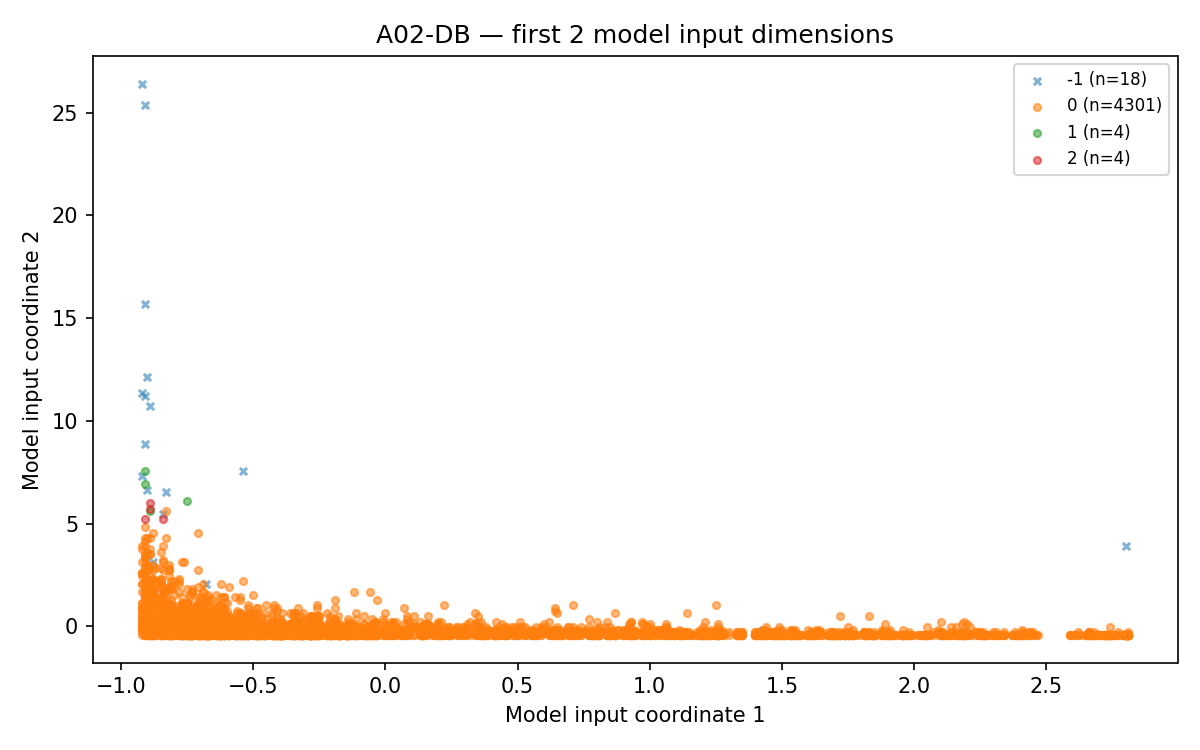 A02-DB — first 2 model input dimensions
-1 (n=18)
0 (n=4301)
1 (n=4)
2 (n=4)
Model input coordinate 2
25
20
15
10
5
0
−1.0 −0.5 0.0 0.5 1.0 1.5 2.0 2.5
Model input coordinate 1